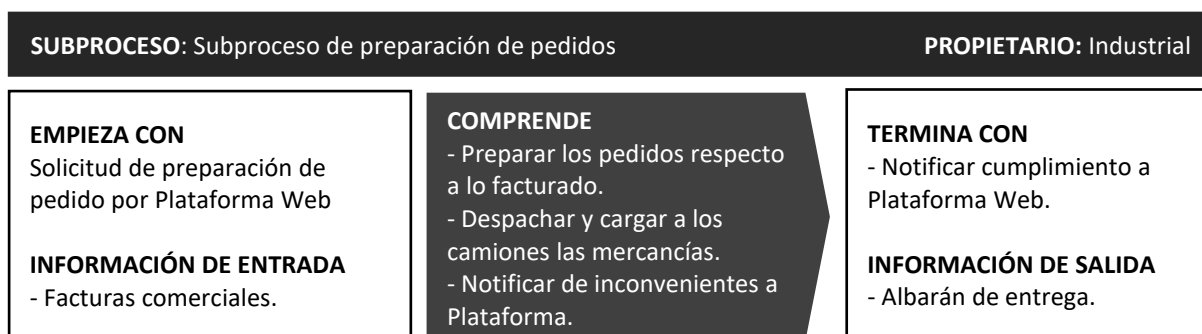 SUBPROCESO: Subproceso de preparación de pedidos PROPIETARIO: Industrial
EMPIEZA CON
Solicitud de preparación de
pedido por Plataforma Web
INFORMACIÓN DE ENTRADA
- Facturas comerciales.
COMPRENDE
- Preparar los pedidos respecto
a lo facturado.
- Despachar y cargar a los
camiones las mercancías.
- Notificar de inconvenientes a
Plataforma.
TERMINA CON
- Notificar cumplimiento a
Plataforma Web.
INFORMACIÓN DE SALIDA
- Albarán de entrega.